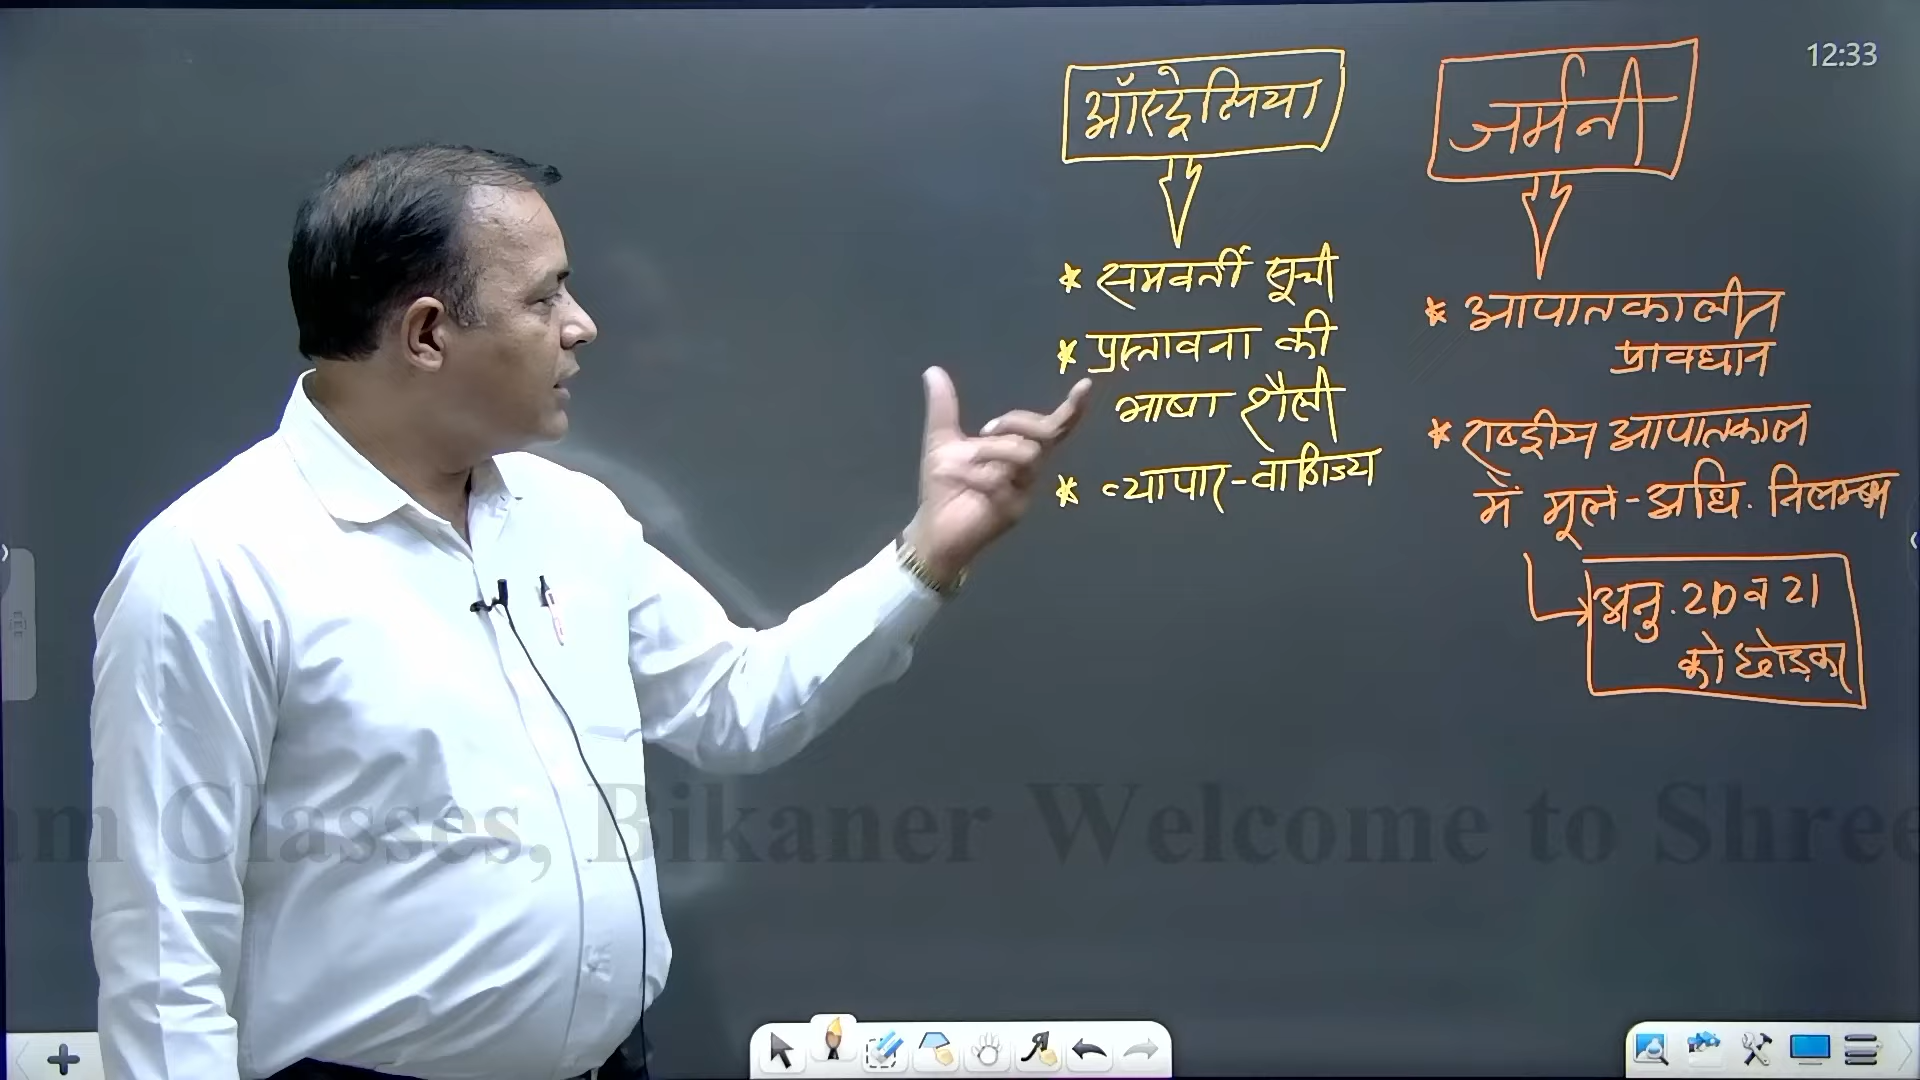 12:33
ऑस्ट्रेलिया
* समवर्ती सूची
* प्रस्तावना की
भाषा शैली
* व्यापार-वाणिज्य
जर्मनी
* आपातकालीन
प्रावधान
* राष्ट्रीय आपातकाल
में मूल-अधि. निलम्बन
अनु. 20 व 21
को छोड़कर
am Classes, Bikaner Welcome to Shree